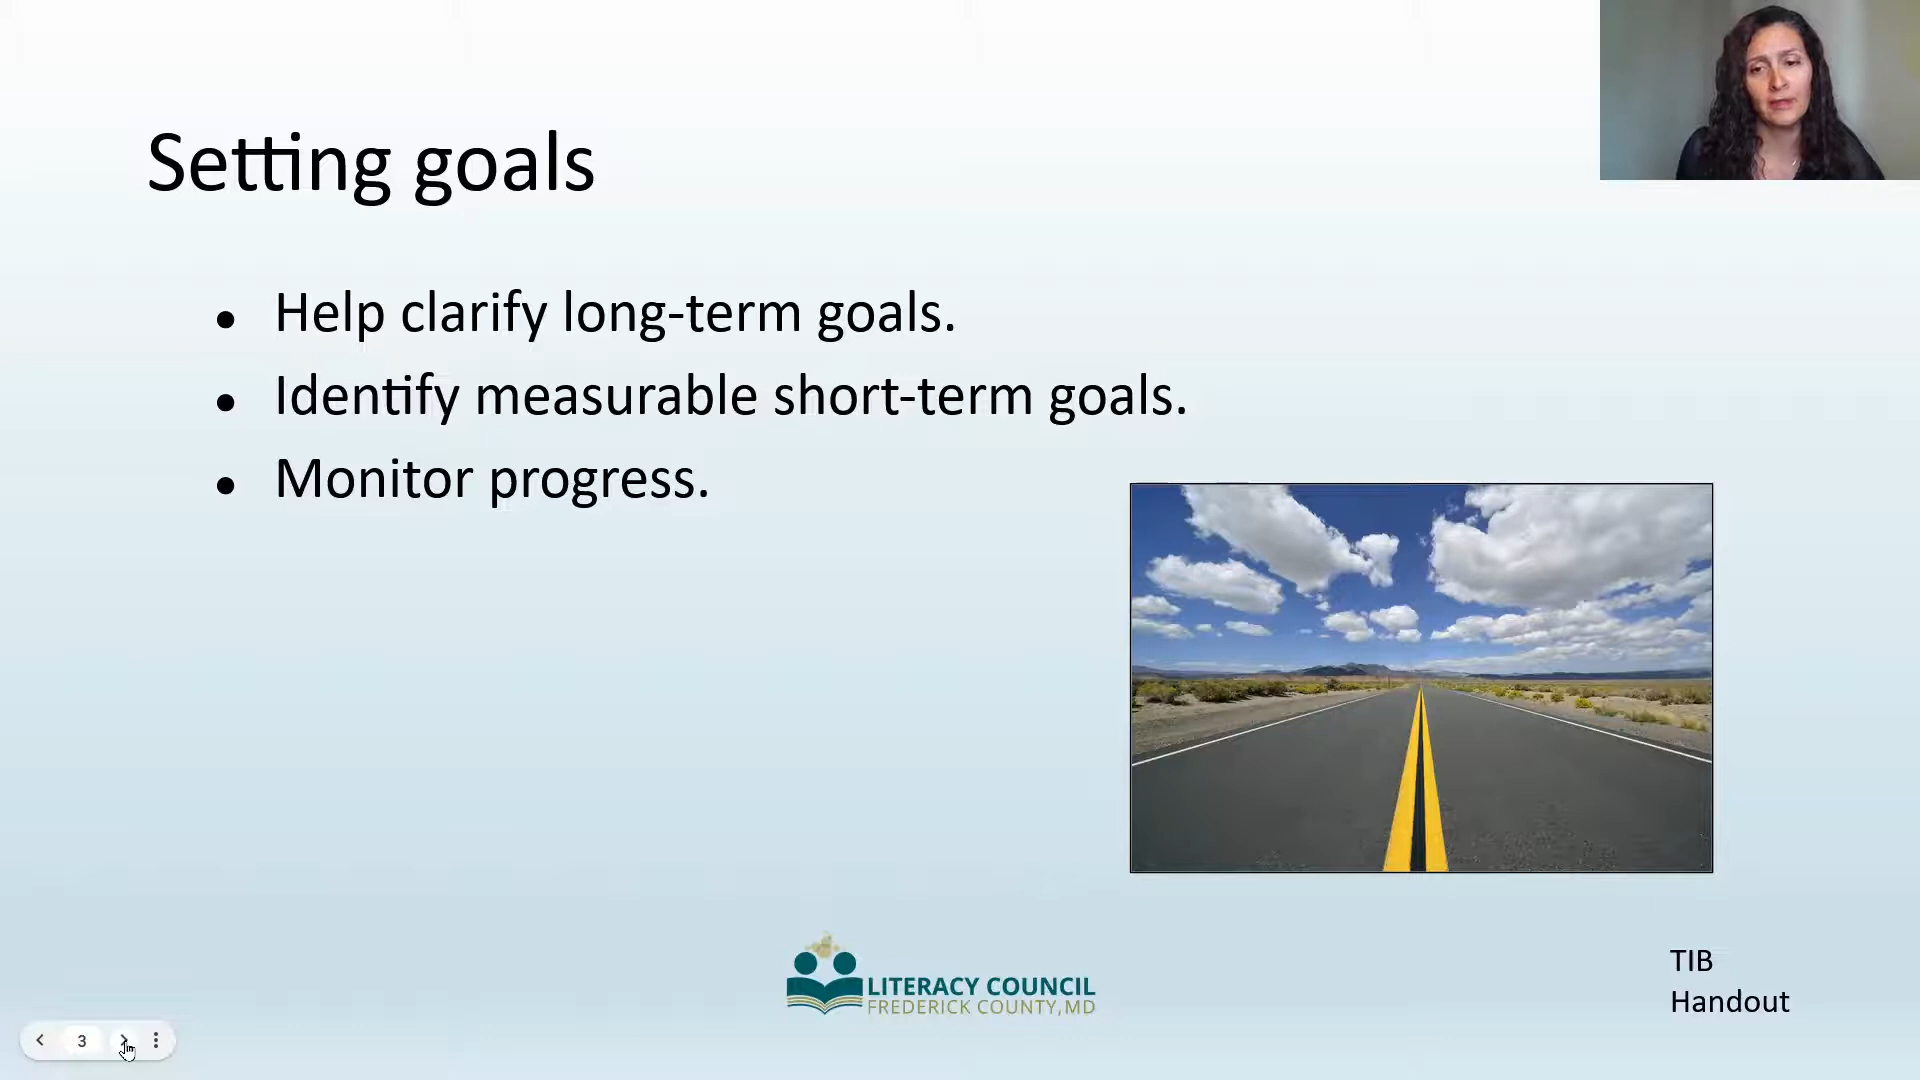 Setting goals
● Help clarify long-term goals.
● Identify measurable short-term goals.
● Monitor progress.
LITERACY COUNCIL
FREDERICK COUNTY, MD
TIB
Handout
3